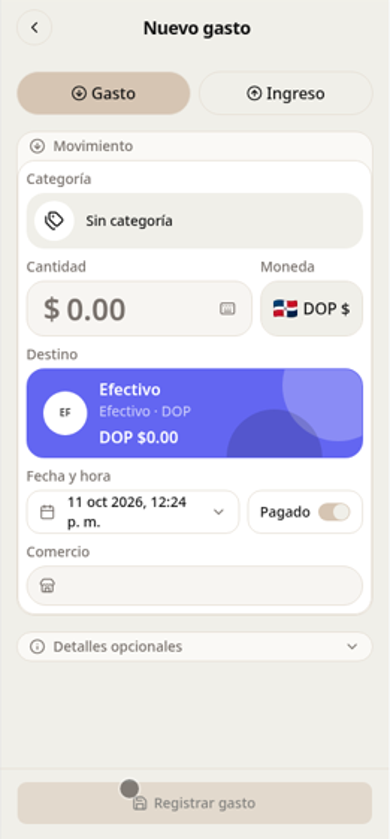 Nuevo gasto
Gasto
Ingreso
Movimiento
Categoría
Sin categoría
Cantidad
Moneda
$ 0.00
DOP $
Destino
EF
Efectivo
Efectivo · DOP
DOP $0.00
Fecha y hora
11 oct 2026, 12:24
p. m.
Pagado
Comercio
Detalles opcionales
Registrar gasto